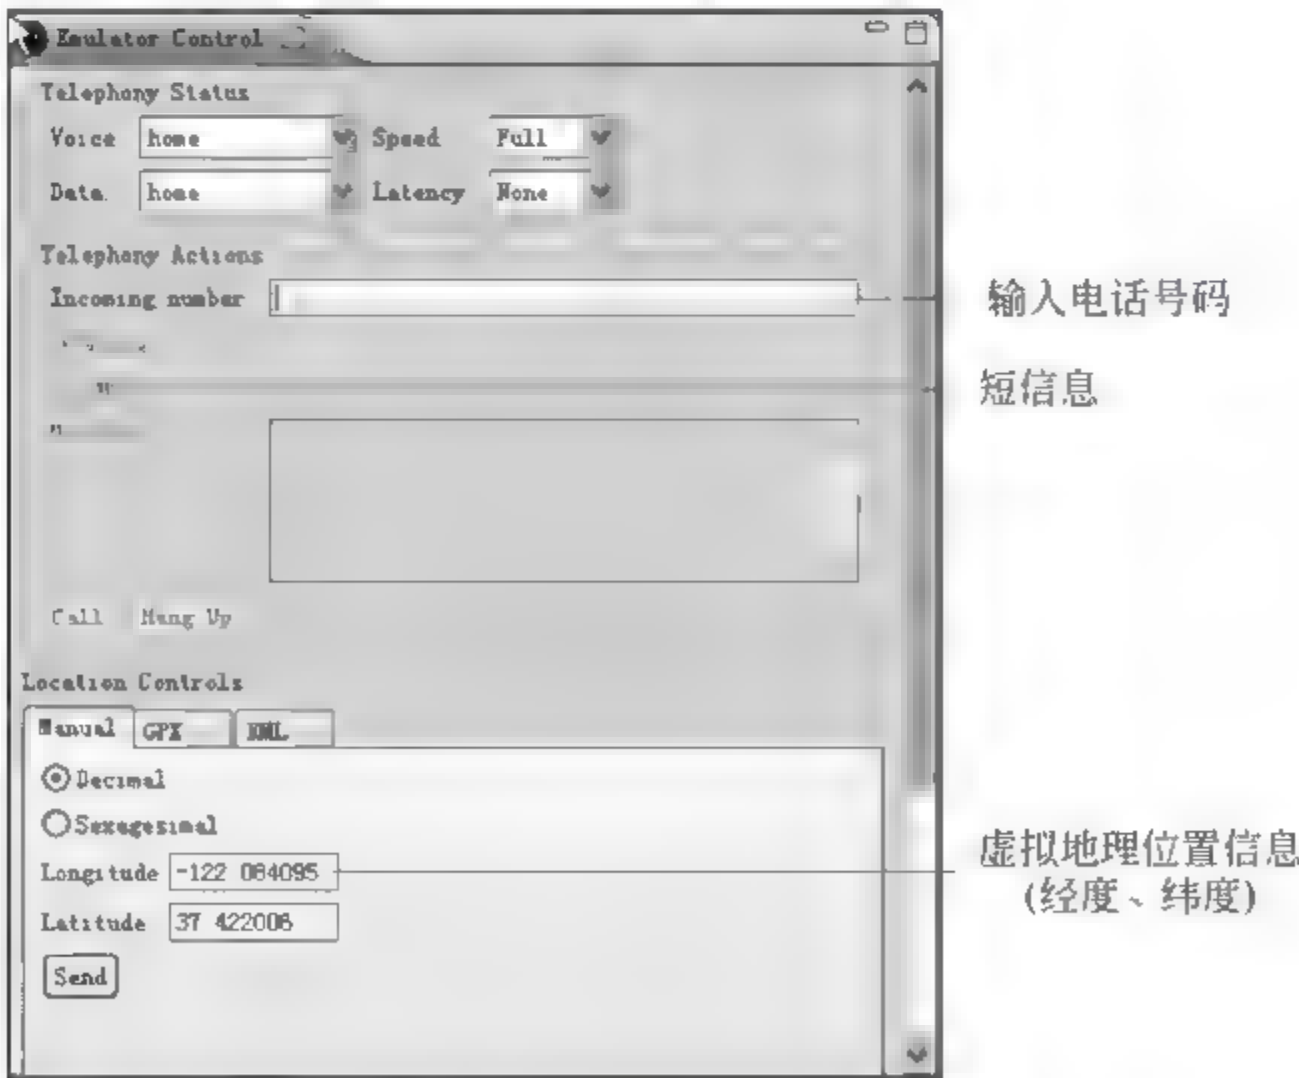 Emulator Control
Telephony Status
Voice home Speed Full
Data home Latency None
Telephony Actions
Incoming number
输入电话号码
短信息
Call Hang Up
Location Controls
Manual GPX KML
Decimal
Sexagesimal
Longitude -122 084095
虚拟地理位置信息
(经度、纬度)
Latitude 37 422006
Send